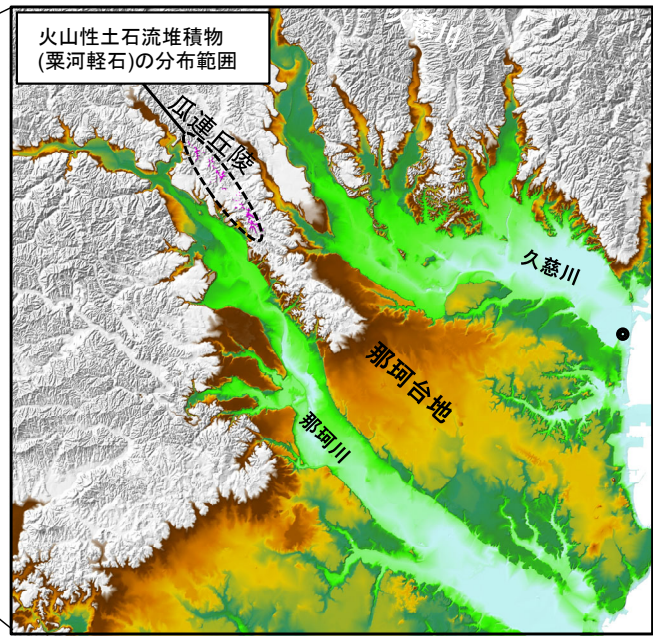 火山性土石流堆積物
(粟河軽石)の分布範囲
瓜連丘陵
久慈川
那珂台地
那珂川